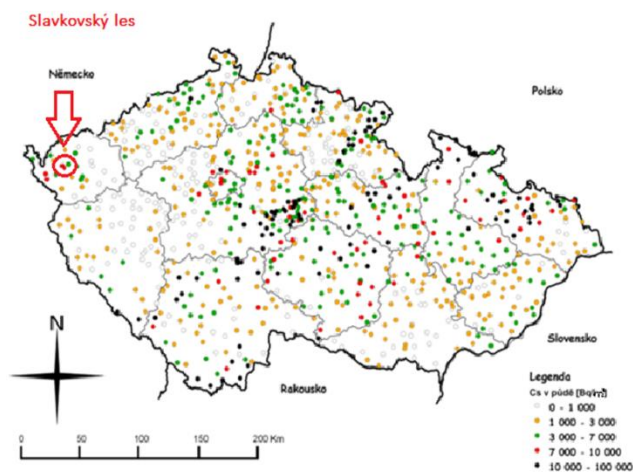 Slavkovský les
Německo
Polsko
N
Slovensko
Rakousko
Legenda
Cs v půdě [Bq/m²]
0 - 1 000
1 000 - 3 000
3 000 - 7 000
7 000 - 10 000
10 000 - 100 000
0 50 100 150 200 Km